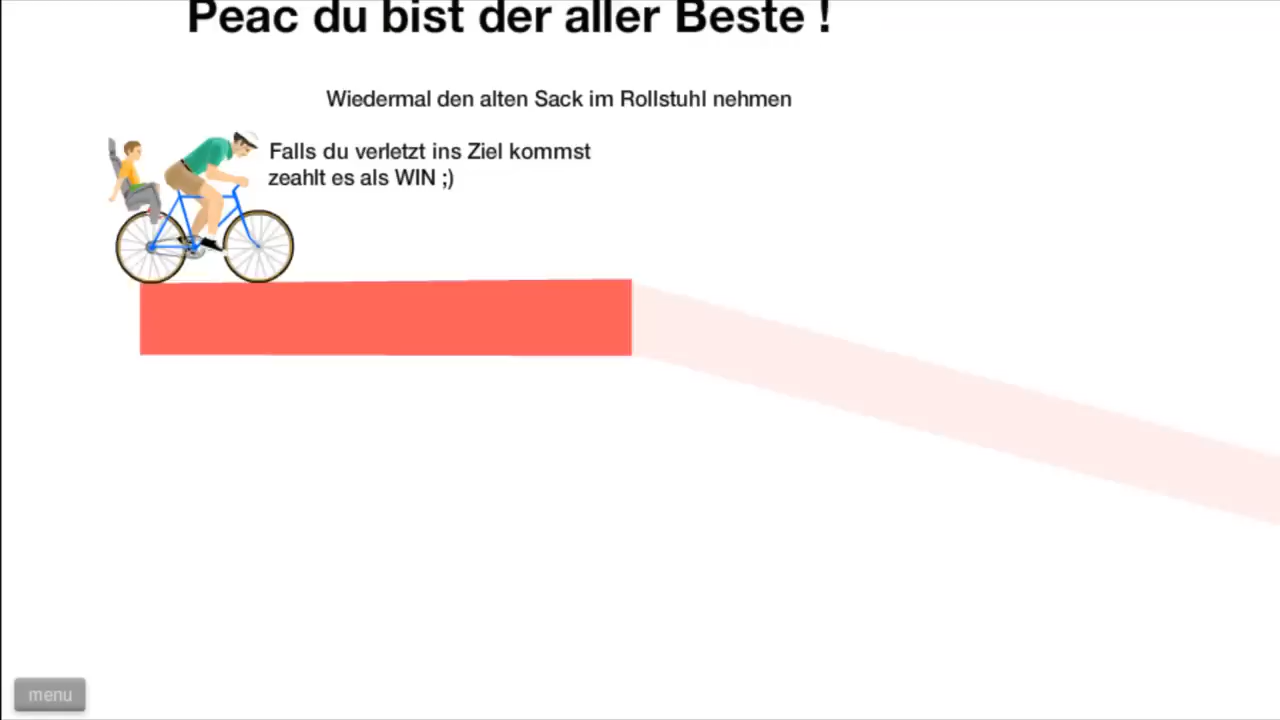 Peac du bist der aller Beste !
Wiedermal den alten Sack im Rollstuhl nehmen
Falls du verletzt ins Ziel kommst
zeahlt es als WIN ;)
menu